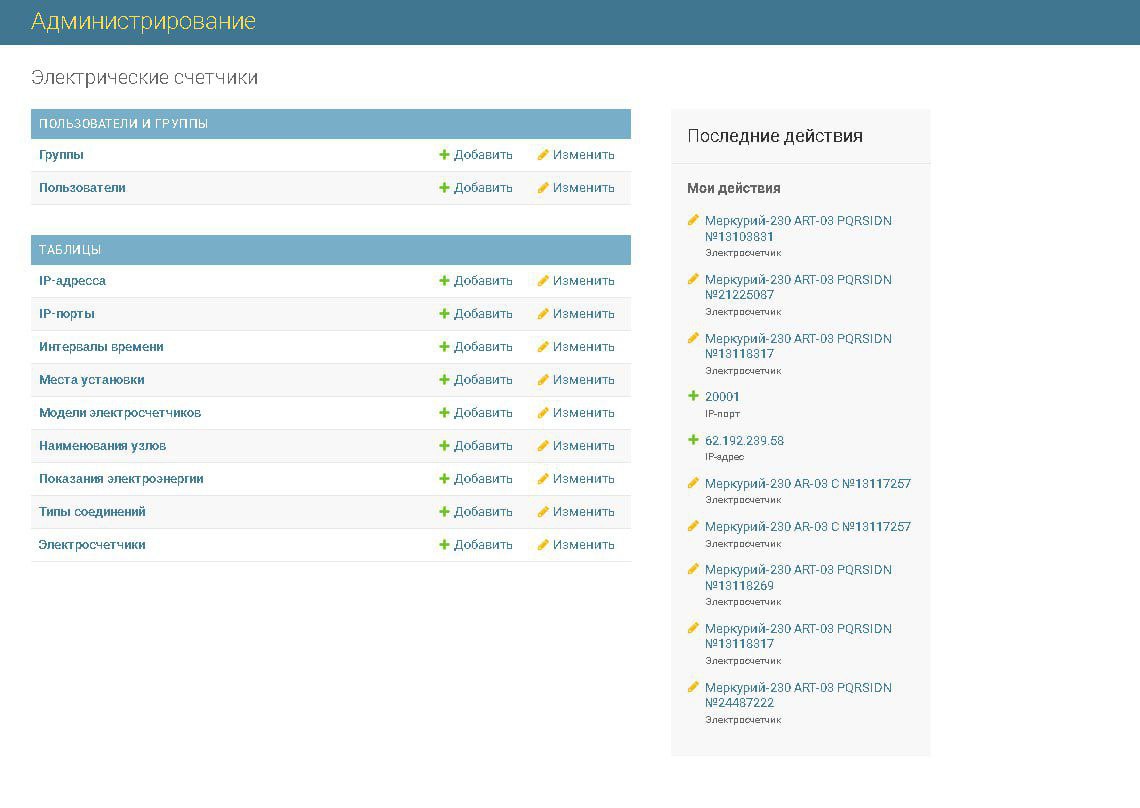 Администрирование
Электрические счетчики
ПОЛЬЗОВАТЕЛИ И ГРУППЫ
Группы Добавить Изменить
Пользователи Добавить Изменить
ТАБЛИЦЫ
IP-адресса Добавить Изменить
IP-порты Добавить Изменить
Интервалы времени Добавить Изменить
Места установки Добавить Изменить
Модели электросчетчиков Добавить Изменить
Наименования узлов Добавить Изменить
Показания электроэнергии Добавить Изменить
Типы соединений Добавить Изменить
Электросчетчики Добавить Изменить
Последние действия
Мои действия
Меркурий-230 ART-03 PQRSIDN
№13103831
Электросчетчик
Меркурий-230 ART-03 PQRSIDN
№21225087
Электросчетчик
Меркурий-230 ART-03 PQRSIDN
№13118317
Электросчетчик
20001
IP-порт
62.192.239.58
IP-адрес
Меркурий-230 AR-03 С №13117257
Электросчетчик
Меркурий-230 AR-03 С №13117257
Электросчетчик
Меркурий-230 ART-03 PQRSIDN
№13118269
Электросчетчик
Меркурий-230 ART-03 PQRSIDN
№13118317
Электросчетчик
Меркурий-230 ART-03 PQRSIDN
№24487222
Электросчетчик